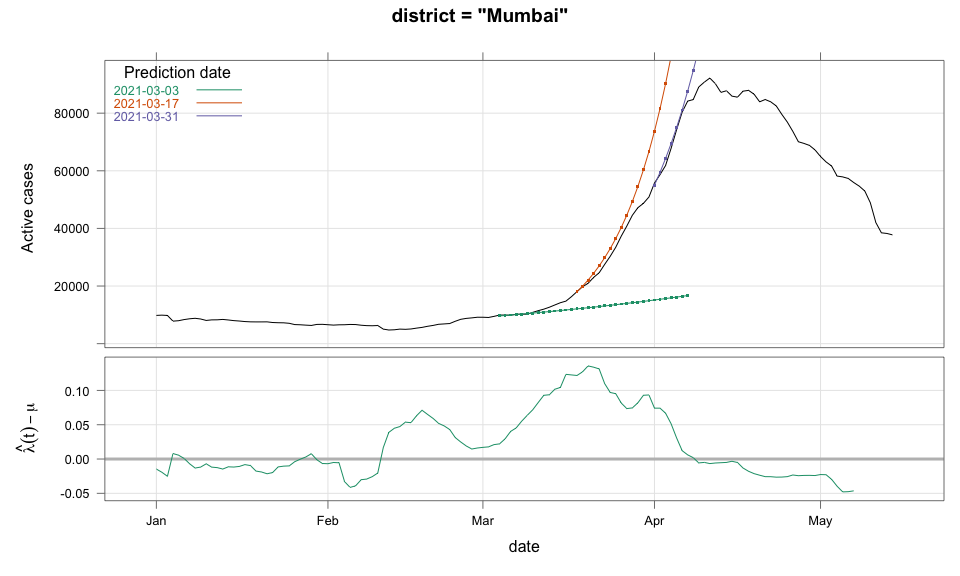 district = "Mumbai"
Prediction date
2021-03-03
2021-03-17
2021-03-31
Active cases
80000
60000
40000
20000
λ̂(t) − μ
0.10
0.05
0.00
-0.05
Jan Feb Mar Apr May
date